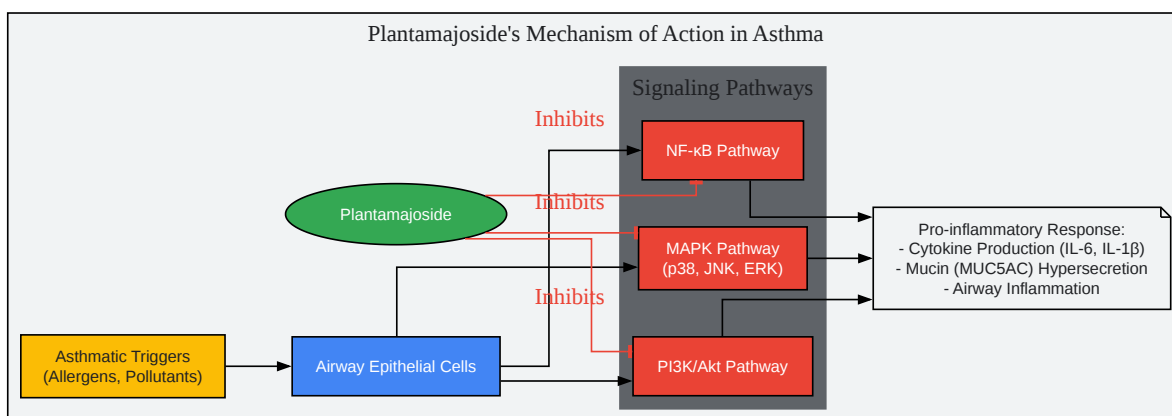 Plantamajoside's Mechanism of Action in Asthma
Signaling Pathways
Inhibits
NF-κB Pathway
Inhibits
Plantamajoside
MAPK Pathway
(p38, JNK, ERK)
Pro-inflammatory Response:
- Cytokine Production (IL-6, IL-1β)
- Mucin (MUC5AC) Hypersecretion
- Airway Inflammation
Inhibits
Asthmatic Triggers
(Allergens, Pollutants)
Airway Epithelial Cells
PI3K/Akt Pathway